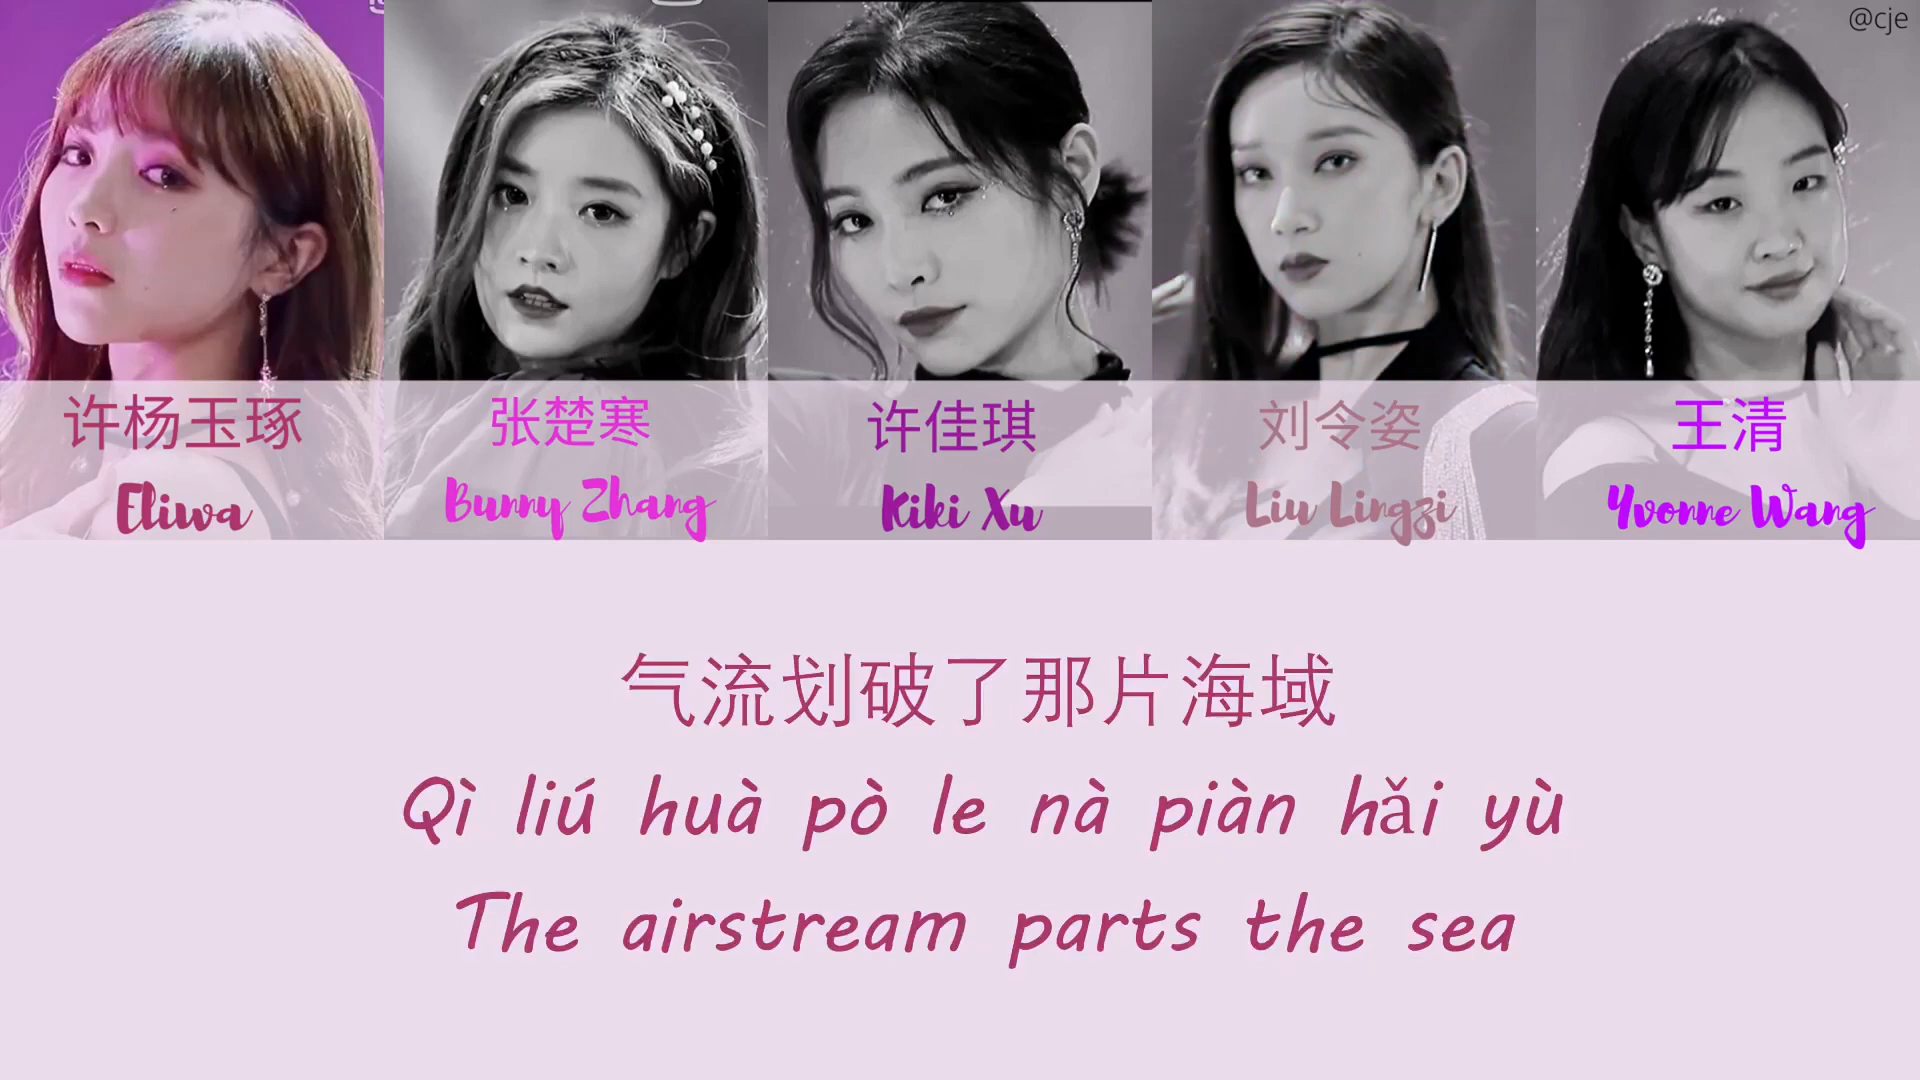 @cje
许杨玉琢
张楚寒
许佳琪
刘令姿
王清
Eliwa
Bunny Zhang
Kiki Xu
Liu Lingzi
Yvonne Wang
气流划破了那片海域
Qì liú huà pò le nà piàn hǎi yù
The airstream parts the sea